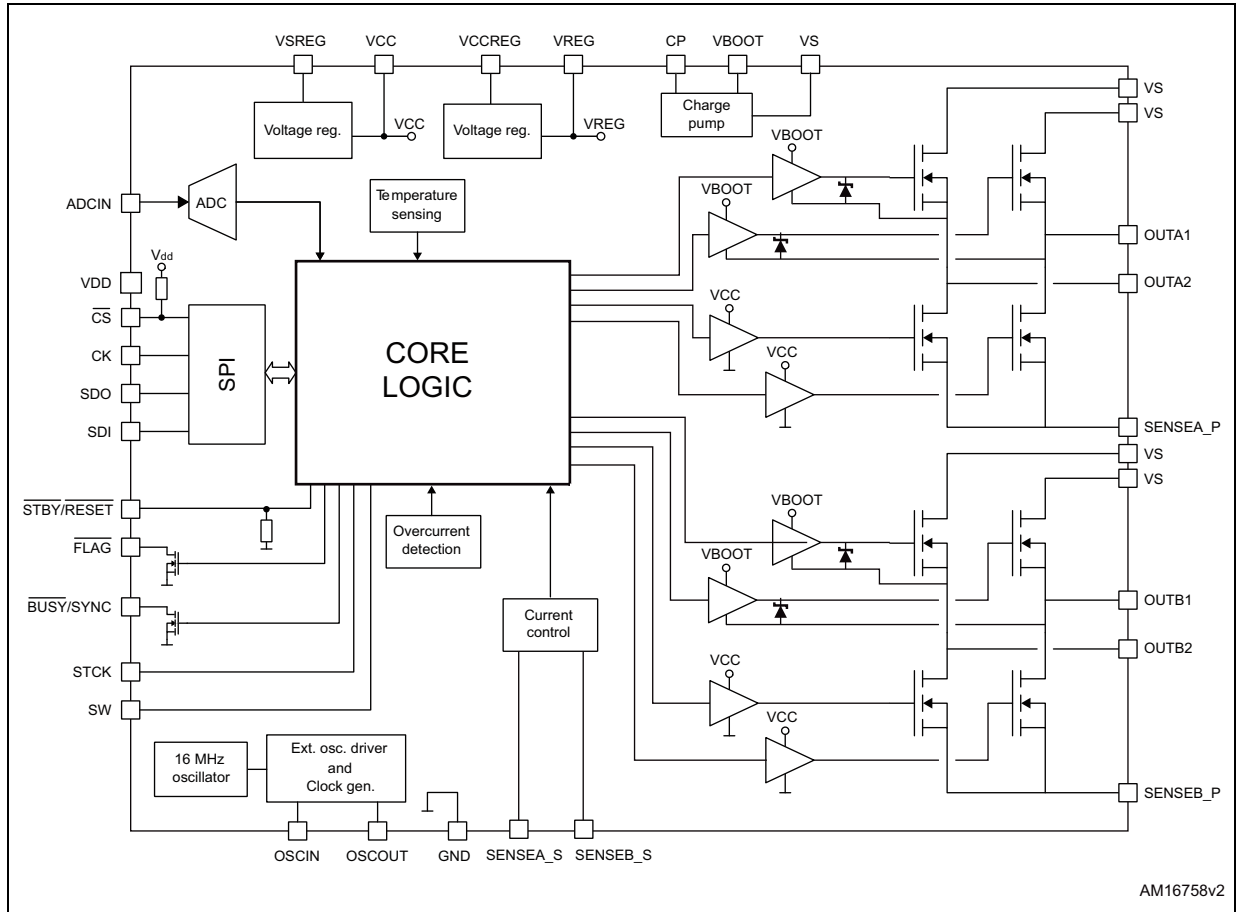 VSREG
VCC
VCCREG
VREG
CP
VBOOT
VS
VS
VS
Voltage reg.
VCC
Voltage reg.
VREG
Charge
pump
VBOOT
ADCIN
ADC
Temperature
sensing
VBOOT
OUTA1
Vdd
VDD
OUTA2
CS
CK
SDO
SDI
SPI
CORE
LOGIC
VCC
VCC
SENSEA_P
VS
VS
STBY/RESET
FLAG
BUSY/SYNC
STCK
SW
Overcurrent
detection
Current
control
VBOOT
VBOOT
OUTB1
OUTB2
VCC
VCC
SENSEB_P
16 MHz
oscillator
Ext. osc. driver
and
Clock gen.
OSCIN
OSCOUT
GND
SENSEA_S
SENSEB_S
AM16758v2